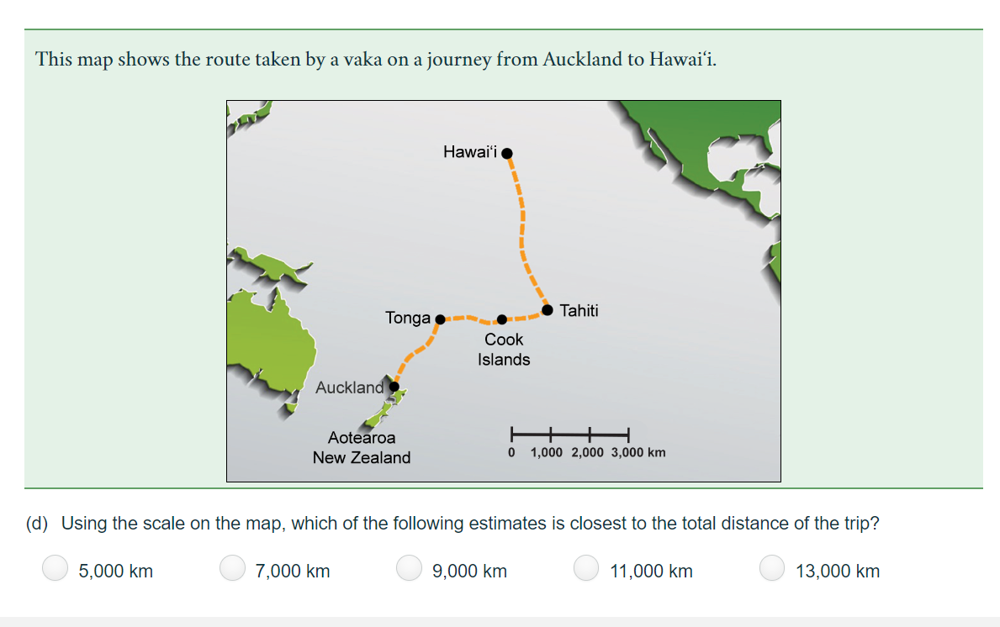 This map shows the route taken by a vaka on a journey from Auckland to Hawai‘i.
Hawai‘i
Tahiti
Tonga
Cook
Islands
Auckland
Aotearoa
New Zealand
0 1,000 2,000 3,000 km
(d) Using the scale on the map, which of the following estimates is closest to the total distance of the trip?
5,000 km 7,000 km 9,000 km 11,000 km 13,000 km